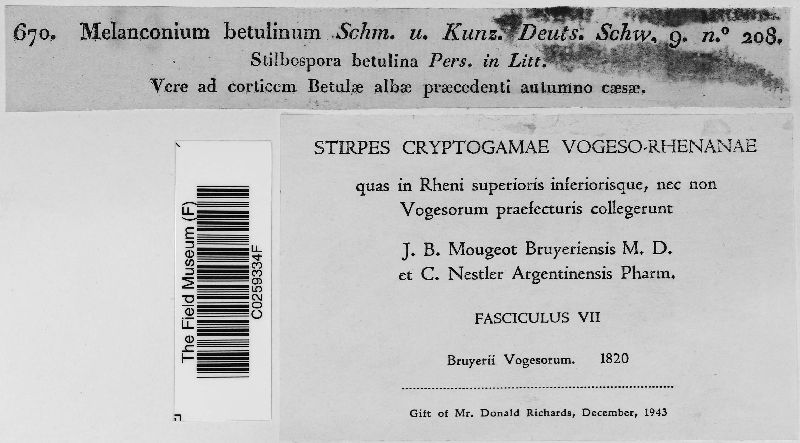 670. Melanconium betulinum Schm. u. Kunz. Deuts. Schw. 9. n.º 208.
Stilbospora betulina Pers. in Litt.
Vere ad corticem Betulæ albæ præcedenti autumno cæsæ.
STIRPES CRYPTOGAMAE VOGESO-RHENANAE
quas in Rheni superioris inferiorisque, nec non
Vogesorum praefecturis collegerunt
J. B. Mougeot Bruyeriensis M. D.
et C. Nestler Argentinensis Pharm.
FASCICULUS VII
Bruyerii Vogesorum. 1820
Gift of Mr. Donald Richards, December, 1943
The Field Museum (F)
C0259334F